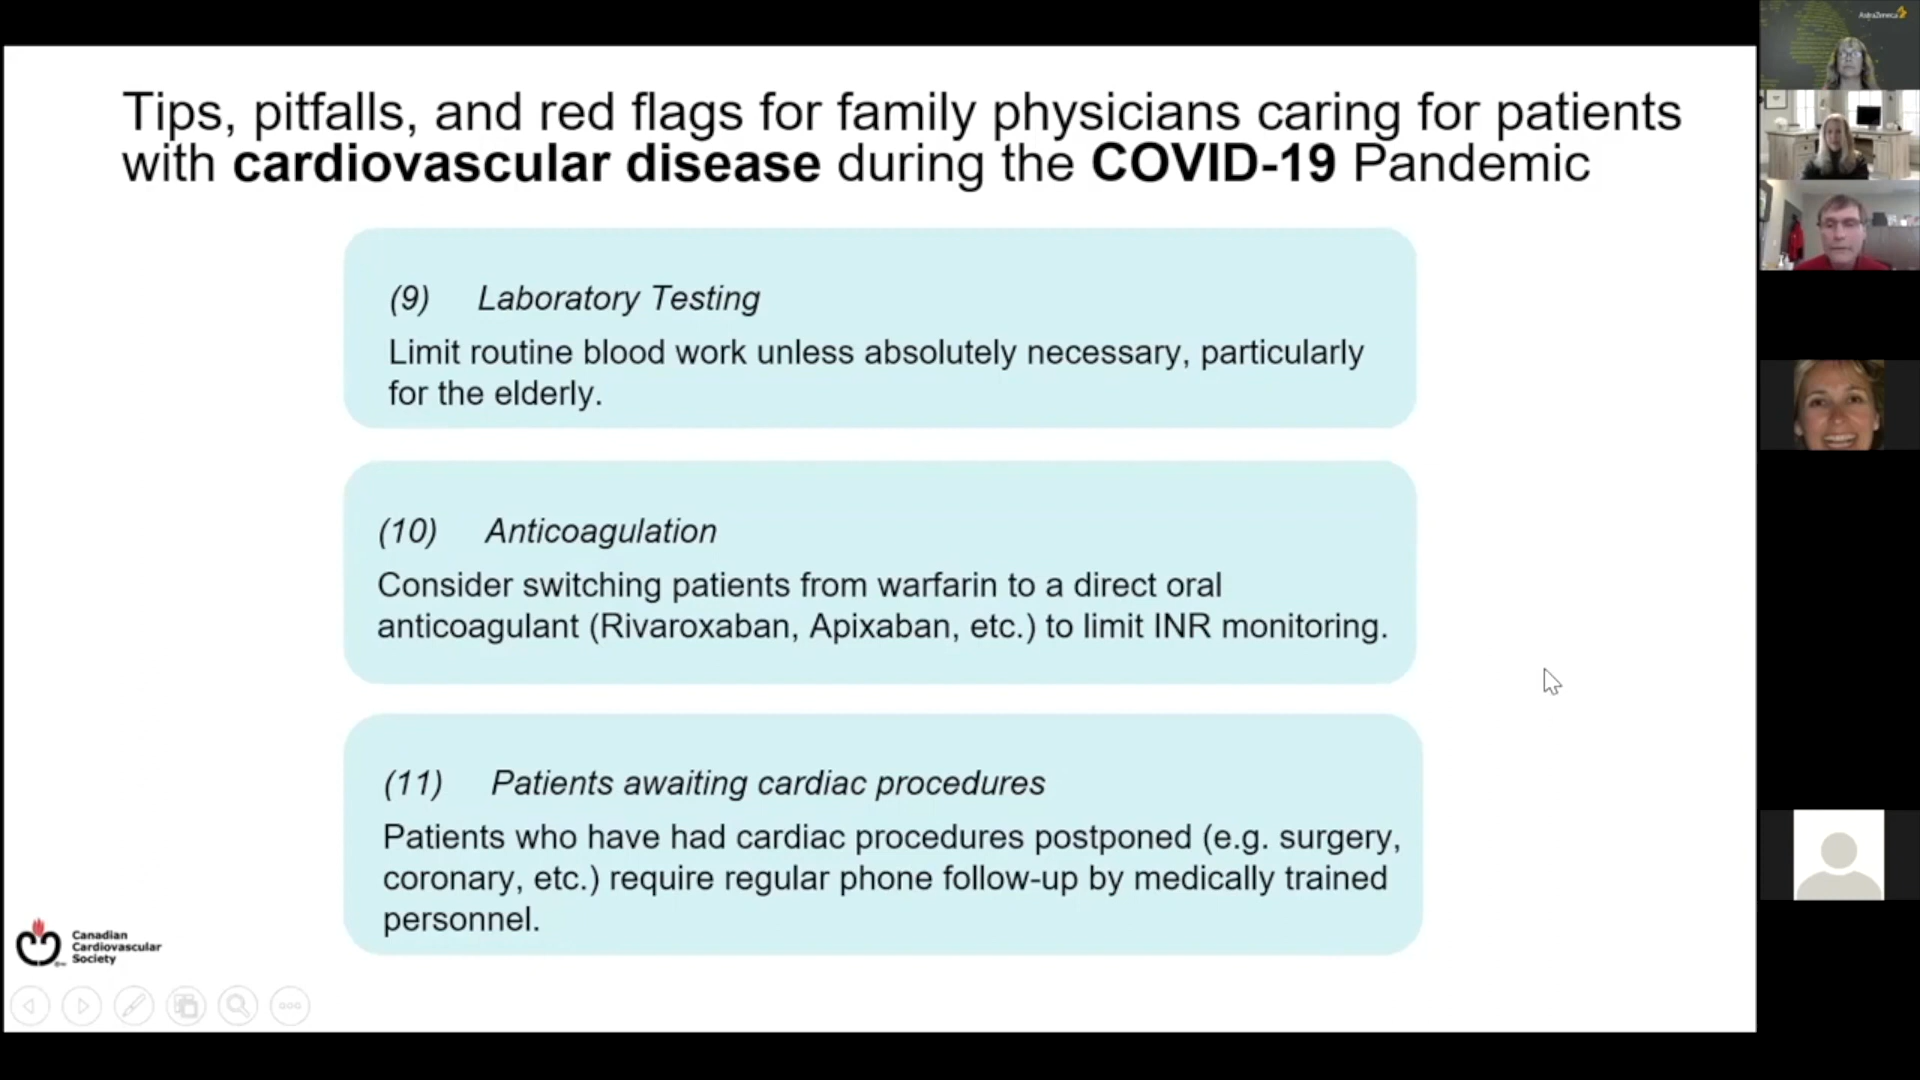 AstraZeneca
Tips, pitfalls, and red flags for family physicians caring for patients
with cardiovascular disease during the COVID-19 Pandemic
(9) Laboratory Testing
Limit routine blood work unless absolutely necessary, particularly
for the elderly.
(10) Anticoagulation
Consider switching patients from warfarin to a direct oral
anticoagulant (Rivaroxaban, Apixaban, etc.) to limit INR monitoring.
(11) Patients awaiting cardiac procedures
Patients who have had cardiac procedures postponed (e.g. surgery,
coronary, etc.) require regular phone follow-up by medically trained
personnel.
Canadian
Cardiovascular
Society